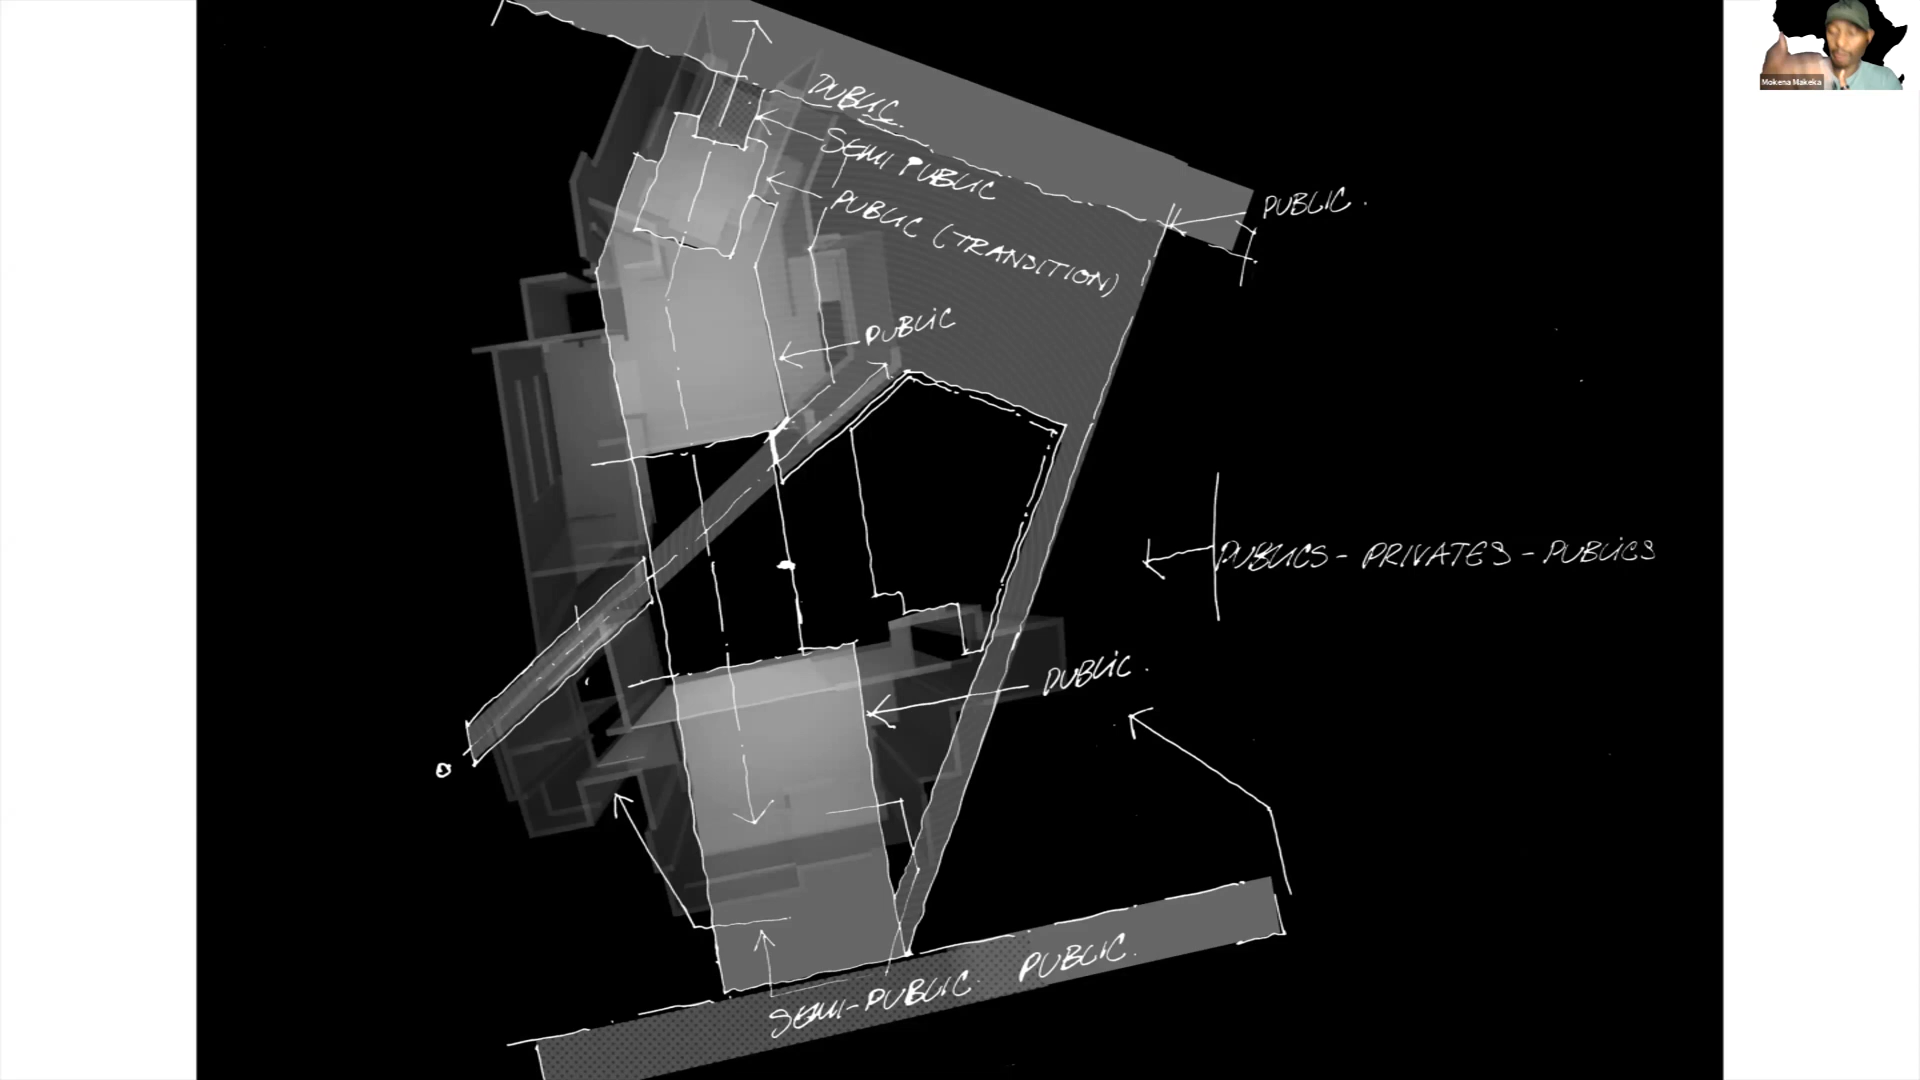 PUBLIC.
SEMI PUBLIC
PUBLIC (TRANSITION)
PUBLIC.
PUBLIC
PUBLICS - PRIVATES - PUBLICS
PUBLIC.
PUBLIC.
SEMI-PUBLIC.
Mokena Makeka